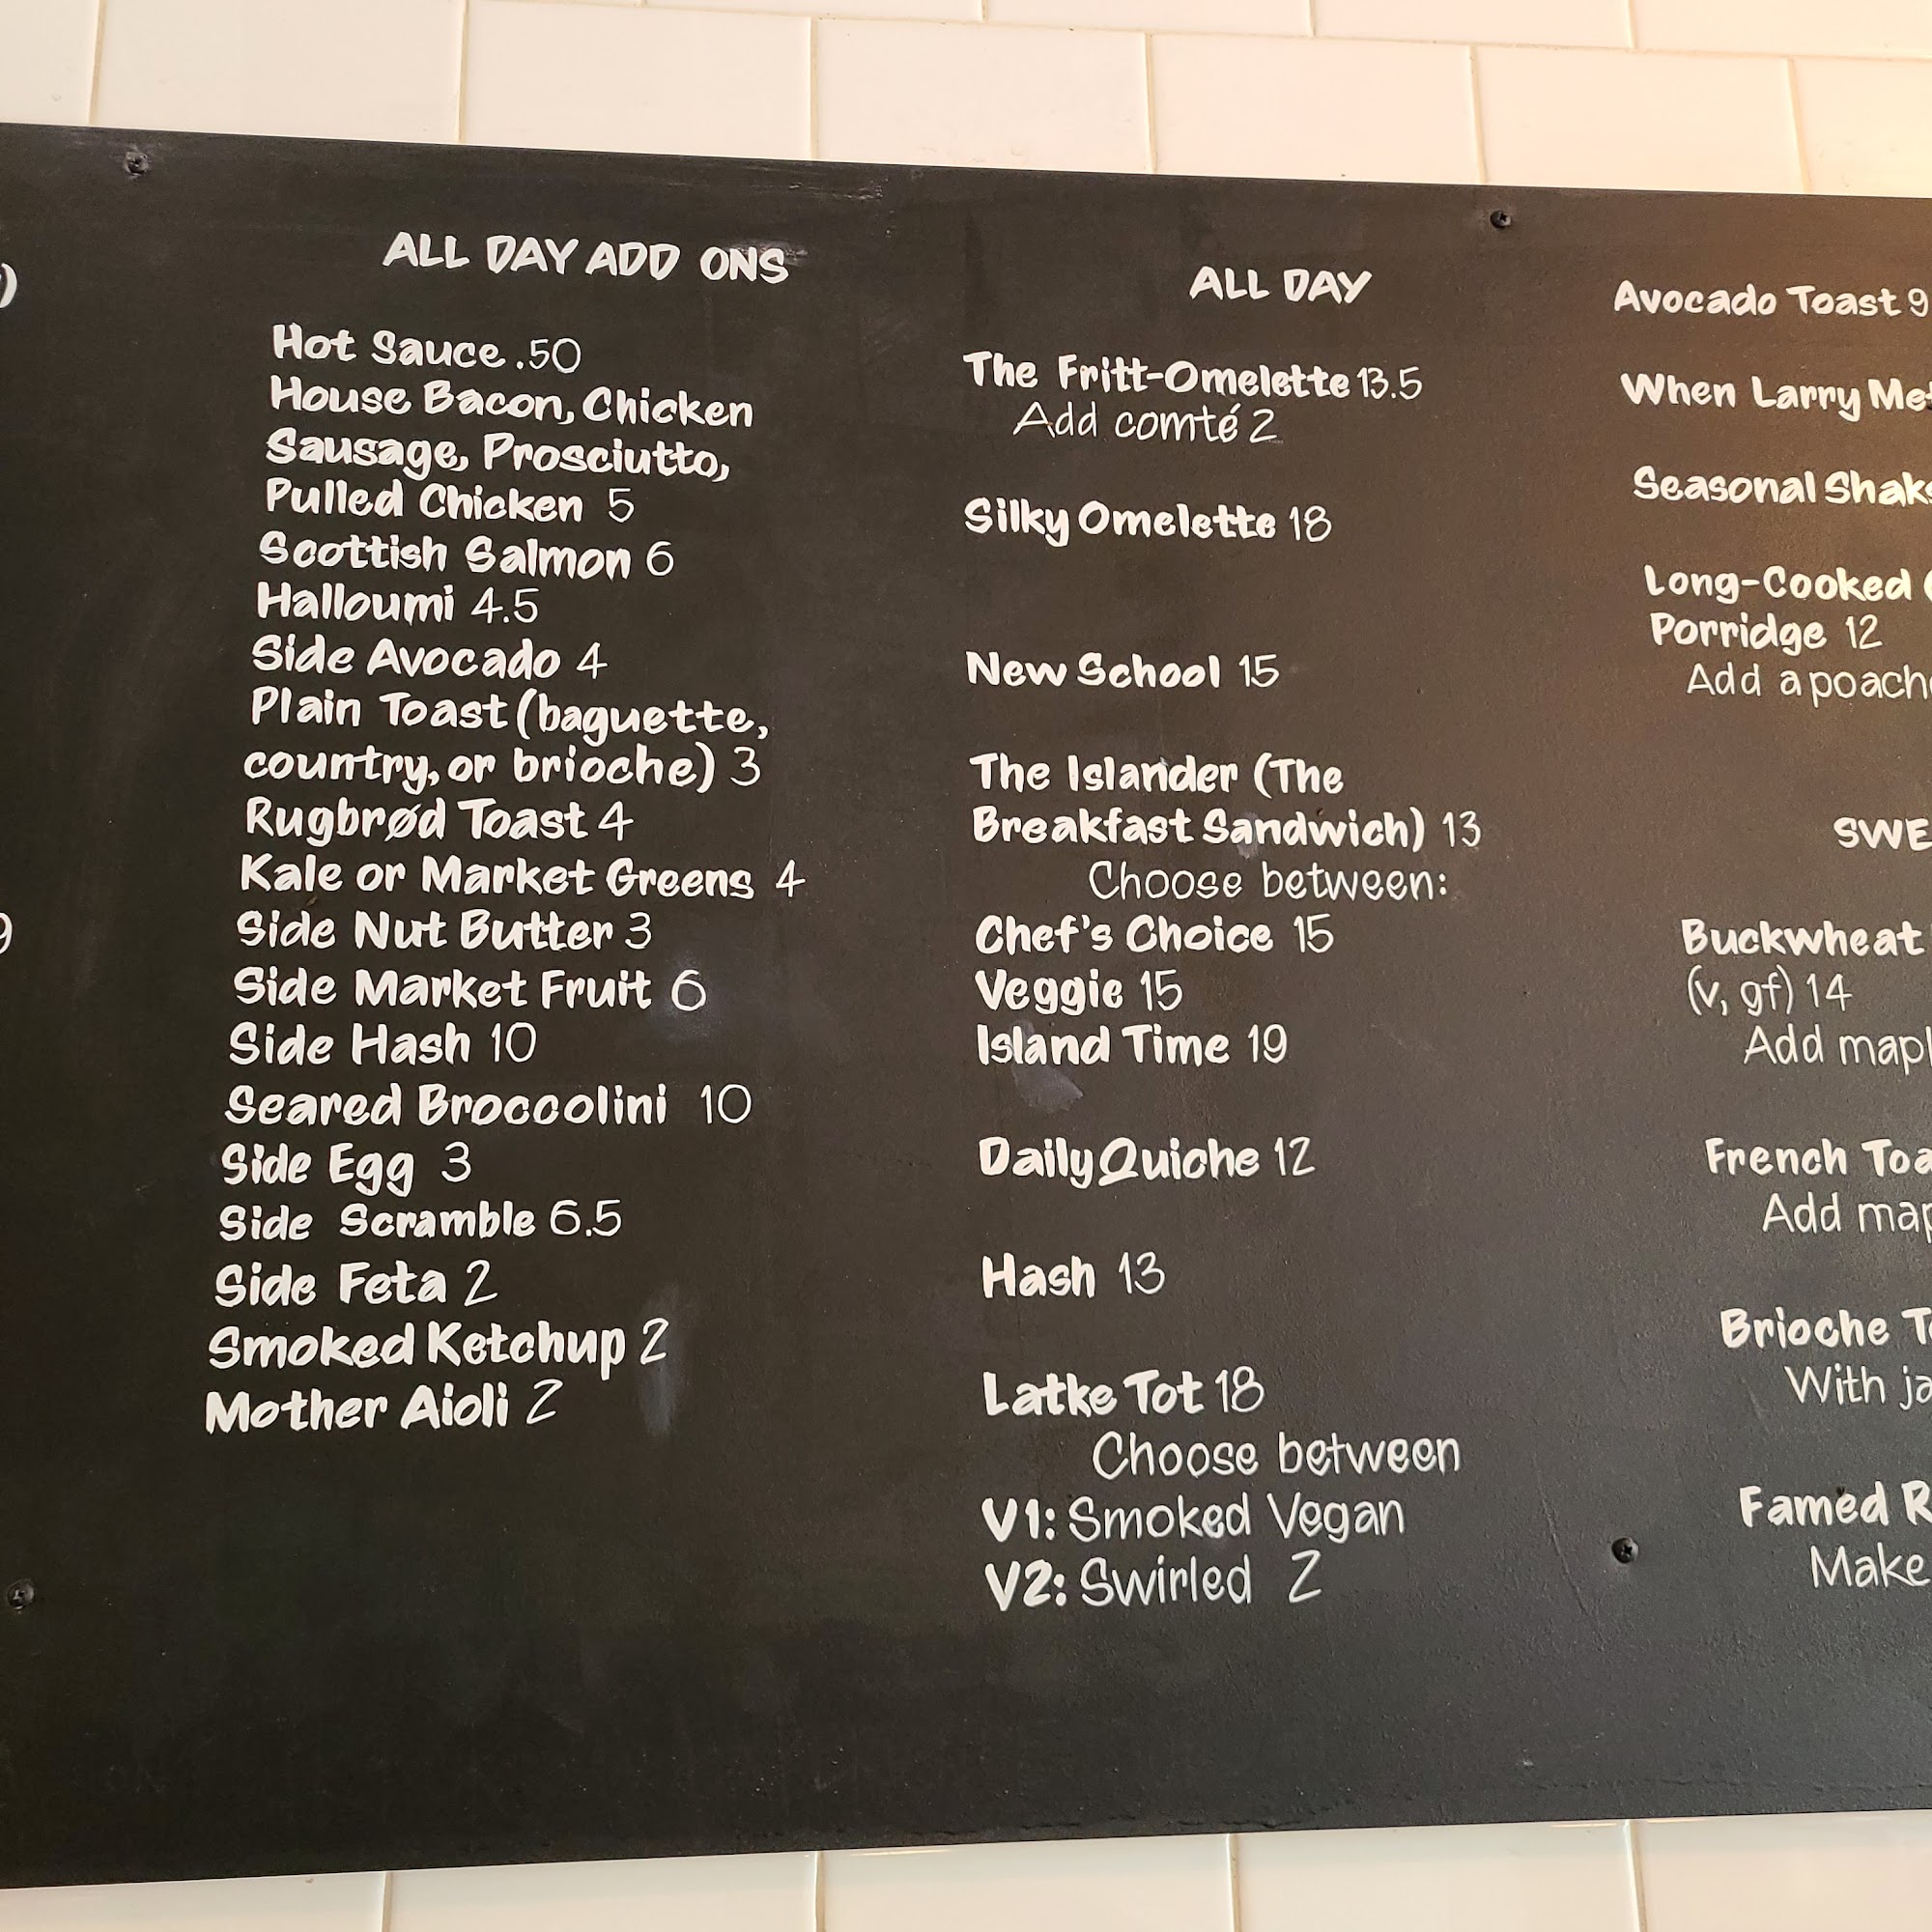 ALL DAY ADD ONS
Hot Sauce .50
House Bacon, Chicken
Sausage, Prosciutto,
Pulled Chicken 5
Scottish Salmon 6
Halloumi 4.5
Side Avocado 4
Plain Toast (baguette,
country, or brioche) 3
Rugbrød Toast 4
Kale or Market Greens 4
Side Nut Butter 3
Side Market Fruit 6
Side Hash 10
Seared Broccolini 10
Side Egg 3
Side Scramble 6.5
Side Feta 2
Smoked Ketchup 2
Mother Aioli 2
ALL DAY
The Fritt-Omelette 13.5
Add comté 2
Silky Omelette 18
New School 15
The Islander (The
Breakfast Sandwich) 13
Choose between:
Chef's Choice 15
Veggie 15
Island Time 19
Daily Quiche 12
Hash 13
Latke Tot 18
Choose between
V1: Smoked Vegan
V2: Swirled 2
Avocado Toast 9
When Larry
Seasonal
Long-Cooked
Porridge 12
Add a
Buckwheat
(v, gf) 14
Add
French
Add
Brioche
With
Famed
Make